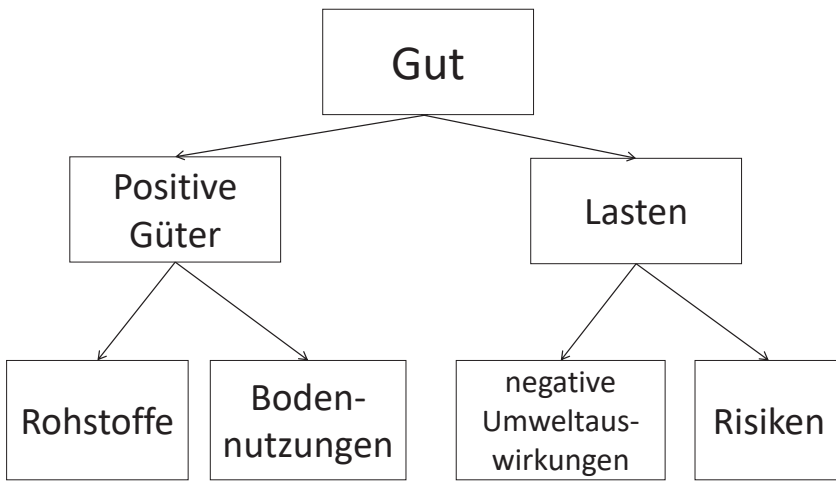 Gut
Positive
Güter
Lasten
Rohstoffe
Boden-
nutzungen
negative
Umweltaus-
wirkungen
Risiken